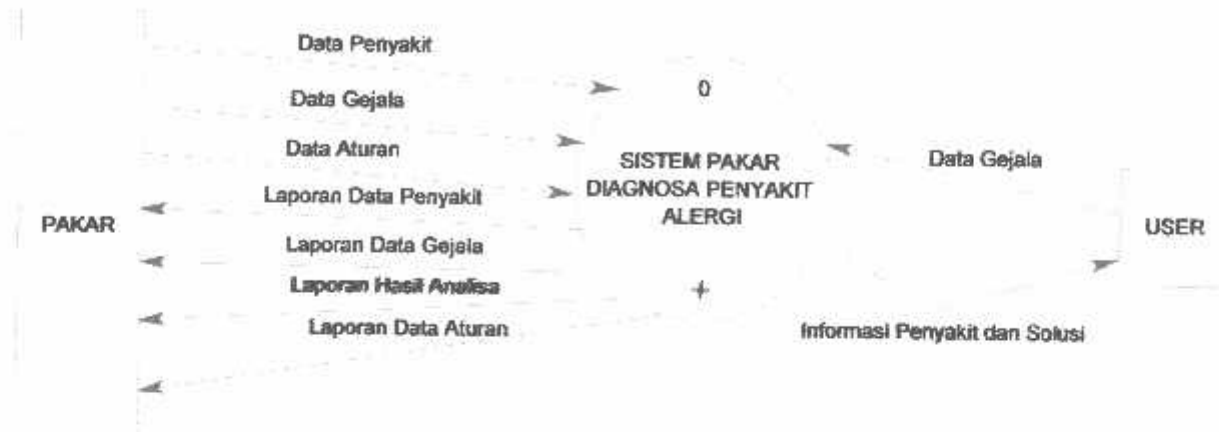 Data Penyakit
0
Data Gejala
Data Aturan
Data Gejala
SISTEM PAKAR
DIAGNOSA PENYAKIT
ALERGI
Laporan Data Penyakit
PAKAR
USER
Laporan Data Gejala
Laporan Hasil Analisa
+
Laporan Data Aturan
Informasi Penyakit dan Solusi